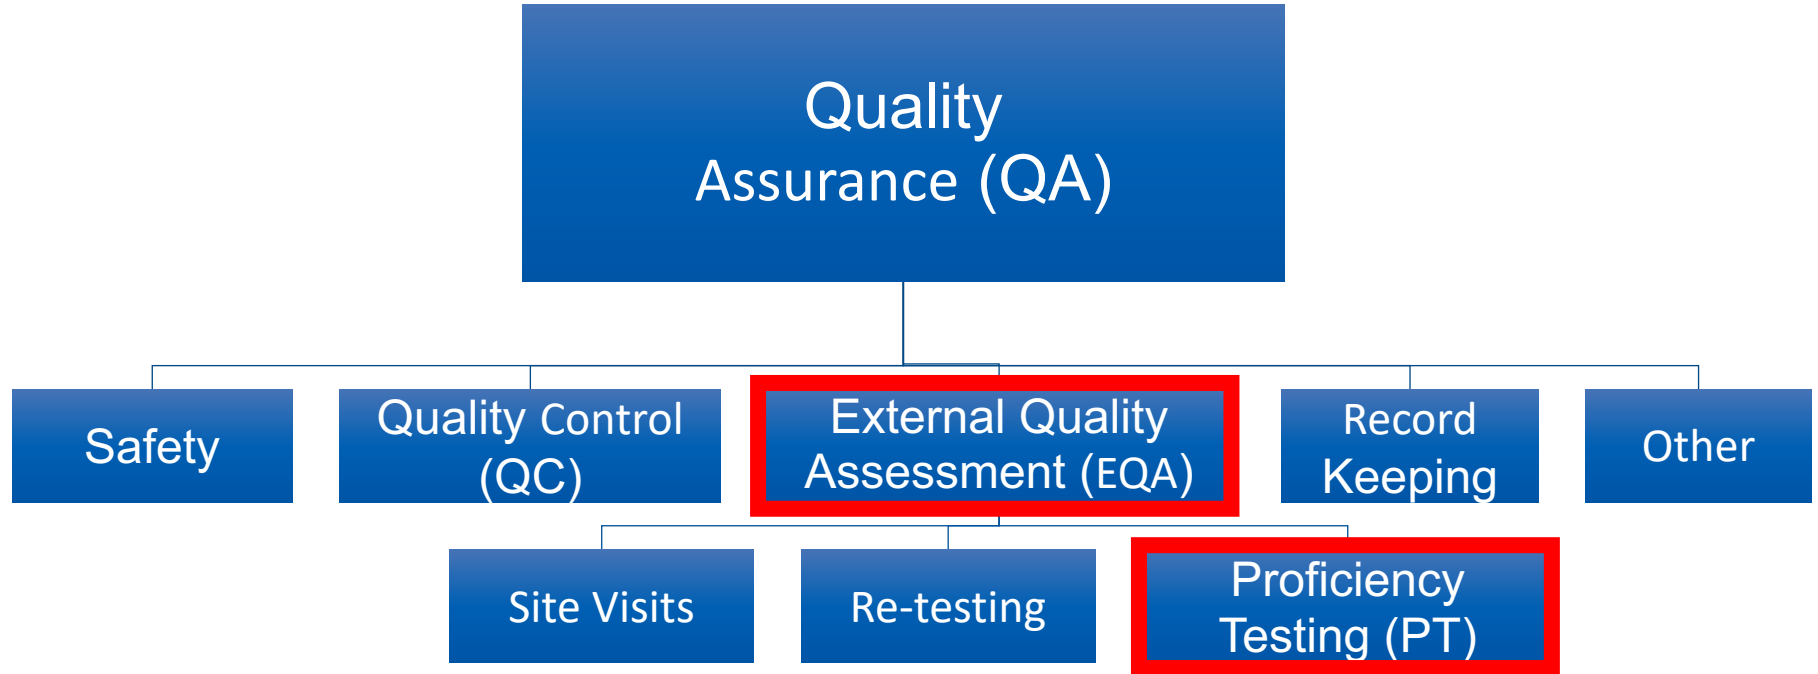 Quality
Assurance (QA)
Safety
Quality Control
(QC)
External Quality
Assessment (EQA)
Record
Keeping
Other
Site Visits
Re-testing
Proficiency
Testing (PT)